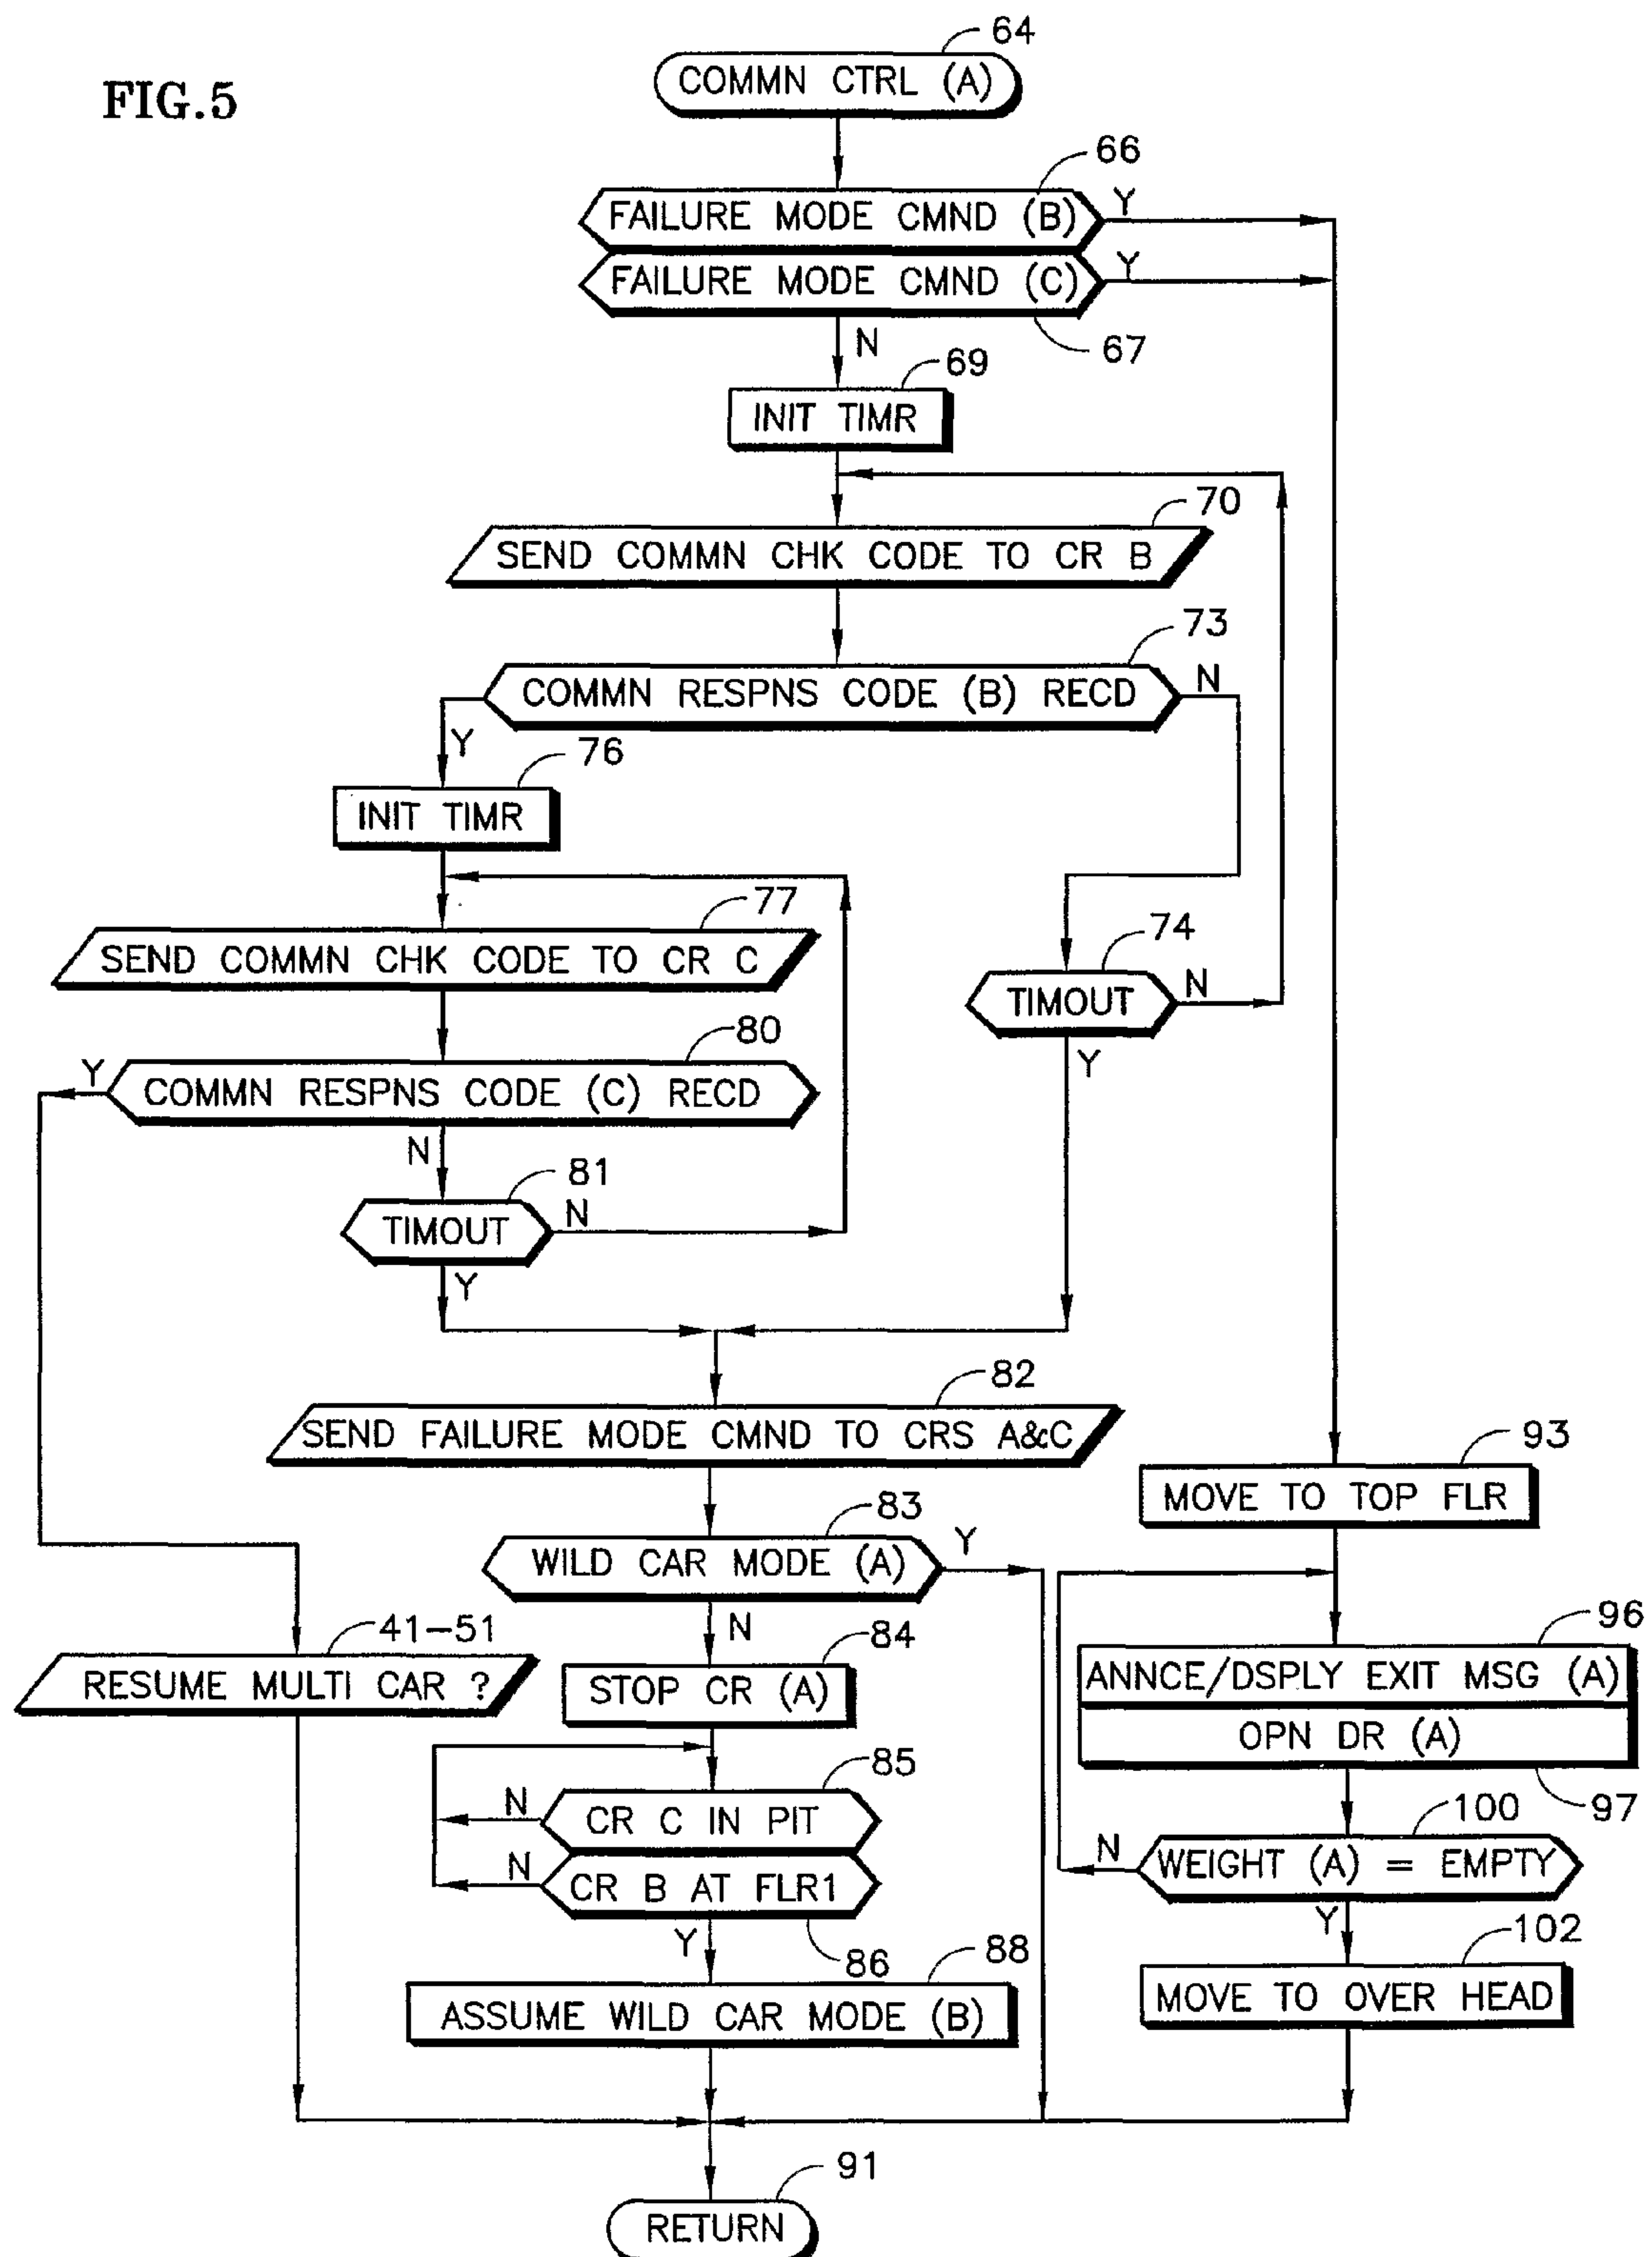 FIG.5
64
COMMN CTRL (A)
66
FAILURE MODE CMND (B)
Y
FAILURE MODE CMND (C)
Y
67
N
69
INIT TIMR
70
SEND COMMN CHK CODE TO CR B
73
COMMN RESPNS CODE (B) RECD
N
Y
76
INIT TIMR
77
SEND COMMN CHK CODE TO CR C
74
TIMOUT
N
Y
80
Y
COMMN RESPNS CODE (C) RECD
N
81
TIMOUT
N
Y
82
SEND FAILURE MODE CMND TO CRS A&C
93
MOVE TO TOP FLR
83
WILD CAR MODE (A)
Y
N
41-51
RESUME MULTI CAR ?
84
STOP CR (A)
96
ANNCE/DSPLY EXIT MSG (A)
OPN DR (A)
97
85
N
CR C IN PIT
N
CR B AT FLR1
Y
86
100
N
WEIGHT (A) = EMPTY
Y
88
ASSUME WILD CAR MODE (B)
102
MOVE TO OVER HEAD
91
RETURN